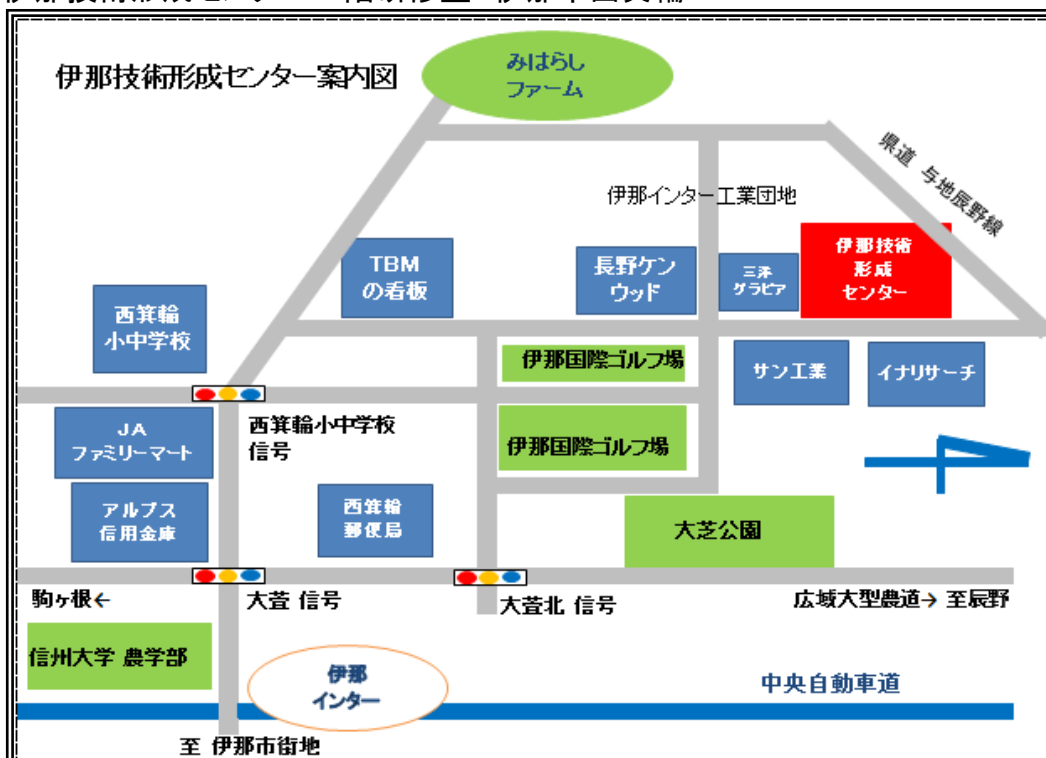 伊那技術形成センター案内図
みはらし
ファーム
県道 与地辰野線
伊那インター工業団地
伊那技術
形成
センター
TBM
の看板
長野ケン
ウッド
三洋
グラビア
西箕輪
小中学校
伊那国際ゴルフ場
サン工業
イナリサーチ
JA
ファミリーマート
西箕輪小中学校
信号
伊那国際ゴルフ場
アルプス
信用金庫
西箕輪
郵便局
大芝公園
駒ヶ根←
大萱 信号
大萱北 信号
広域大型農道→ 至辰野
信州大学 農学部
伊那
インター
中央自動車道
至 伊那市街地